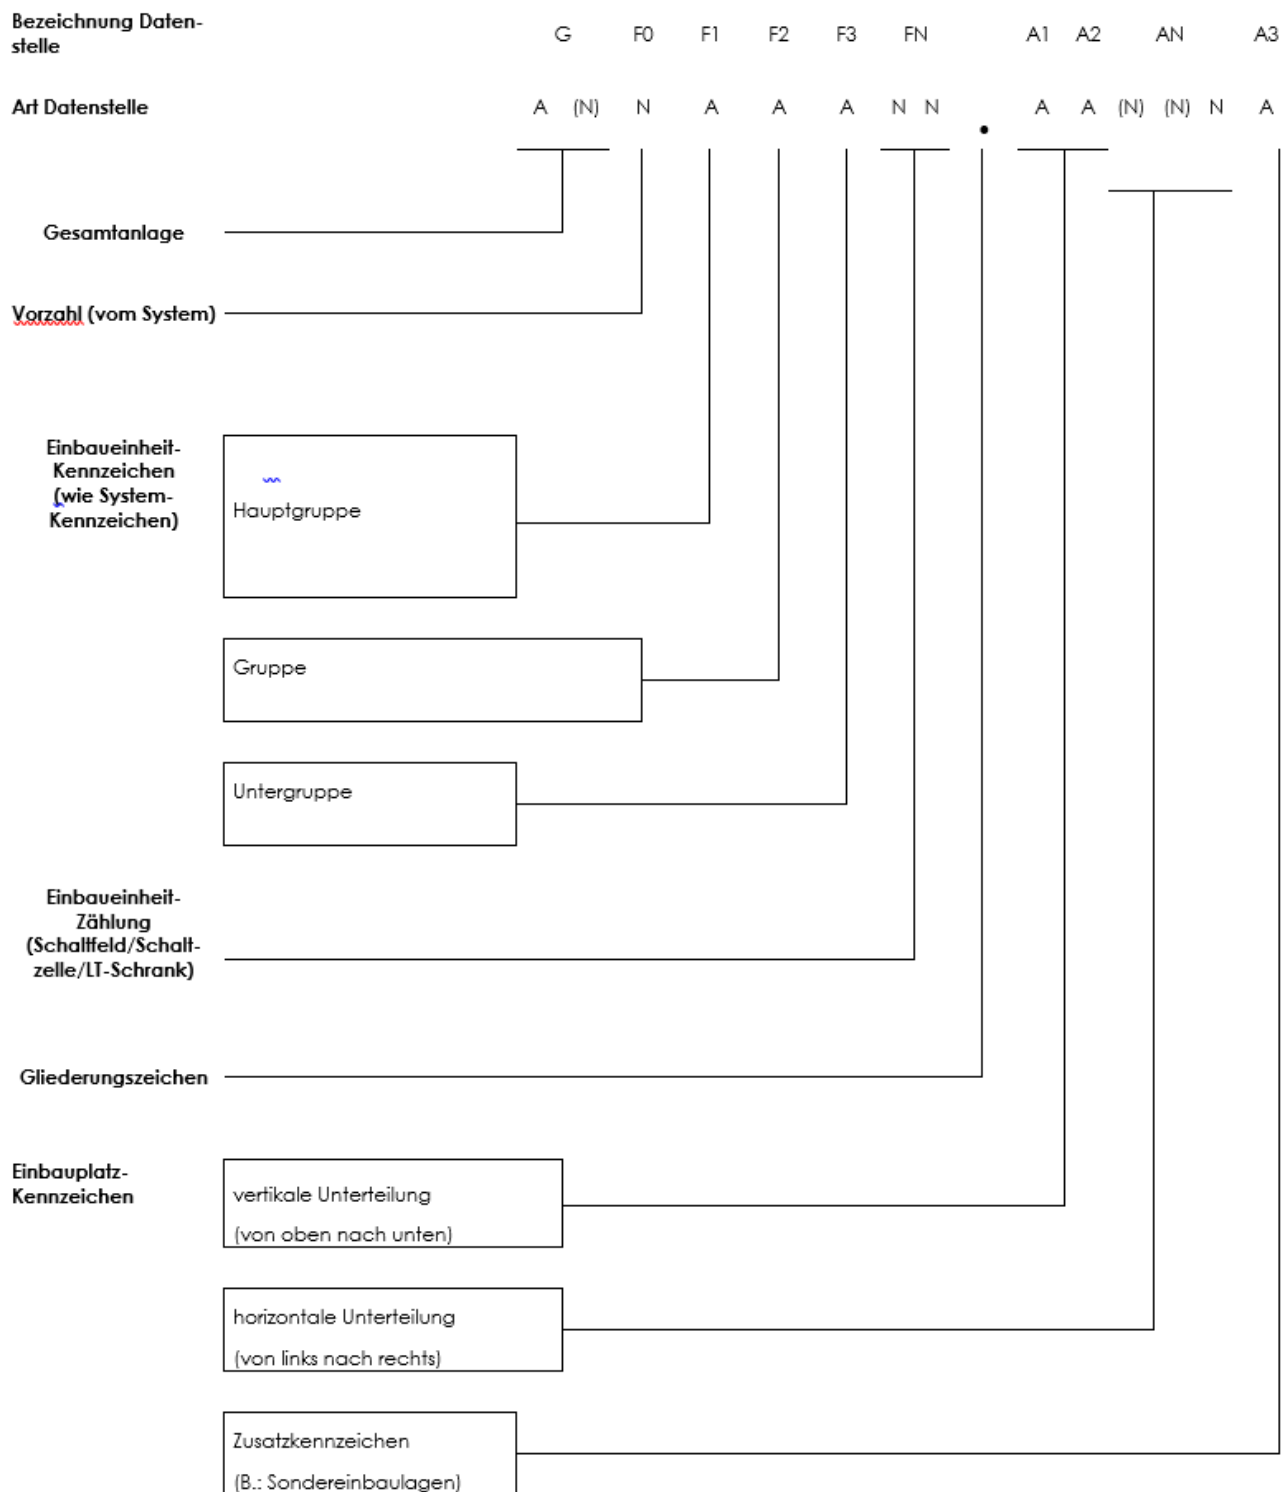 Bezeichnung Daten-
stelle
G F0 F1 F2 F3 FN A1 A2 AN A3
Art Datenstelle A (N) N A A A N N • A A (N) (N) N A
Gesamtanlage
Vorzahl (vom System)
Einbaueinheit-
Kennzeichen
(wie System-
Kennzeichen)
Hauptgruppe
Gruppe
Untergruppe
Einbaueinheit-
Zählung
(Schaltfeld/Schalt-
zelle/LT-Schrank)
Gliederungszeichen
Einbauplatz-
Kennzeichen
vertikale Unterteilung
(von oben nach unten)
horizontale Unterteilung
(von links nach rechts)
Zusatzkennzeichen
(B.: Sondereinbaulagen)